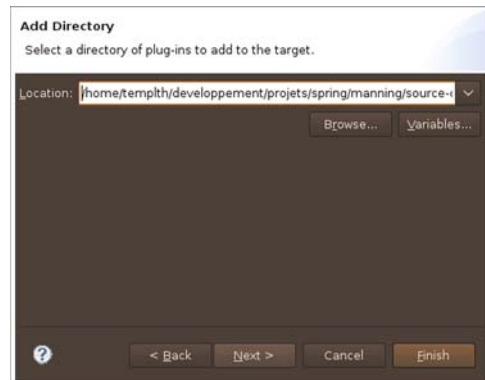 Add Directory
Select a directory of plug-ins to add to the target.
Location: /home/templth/developpement/projets/spring/manning/source-
Browse... Variables...
? < Back Next > Cancel Finish